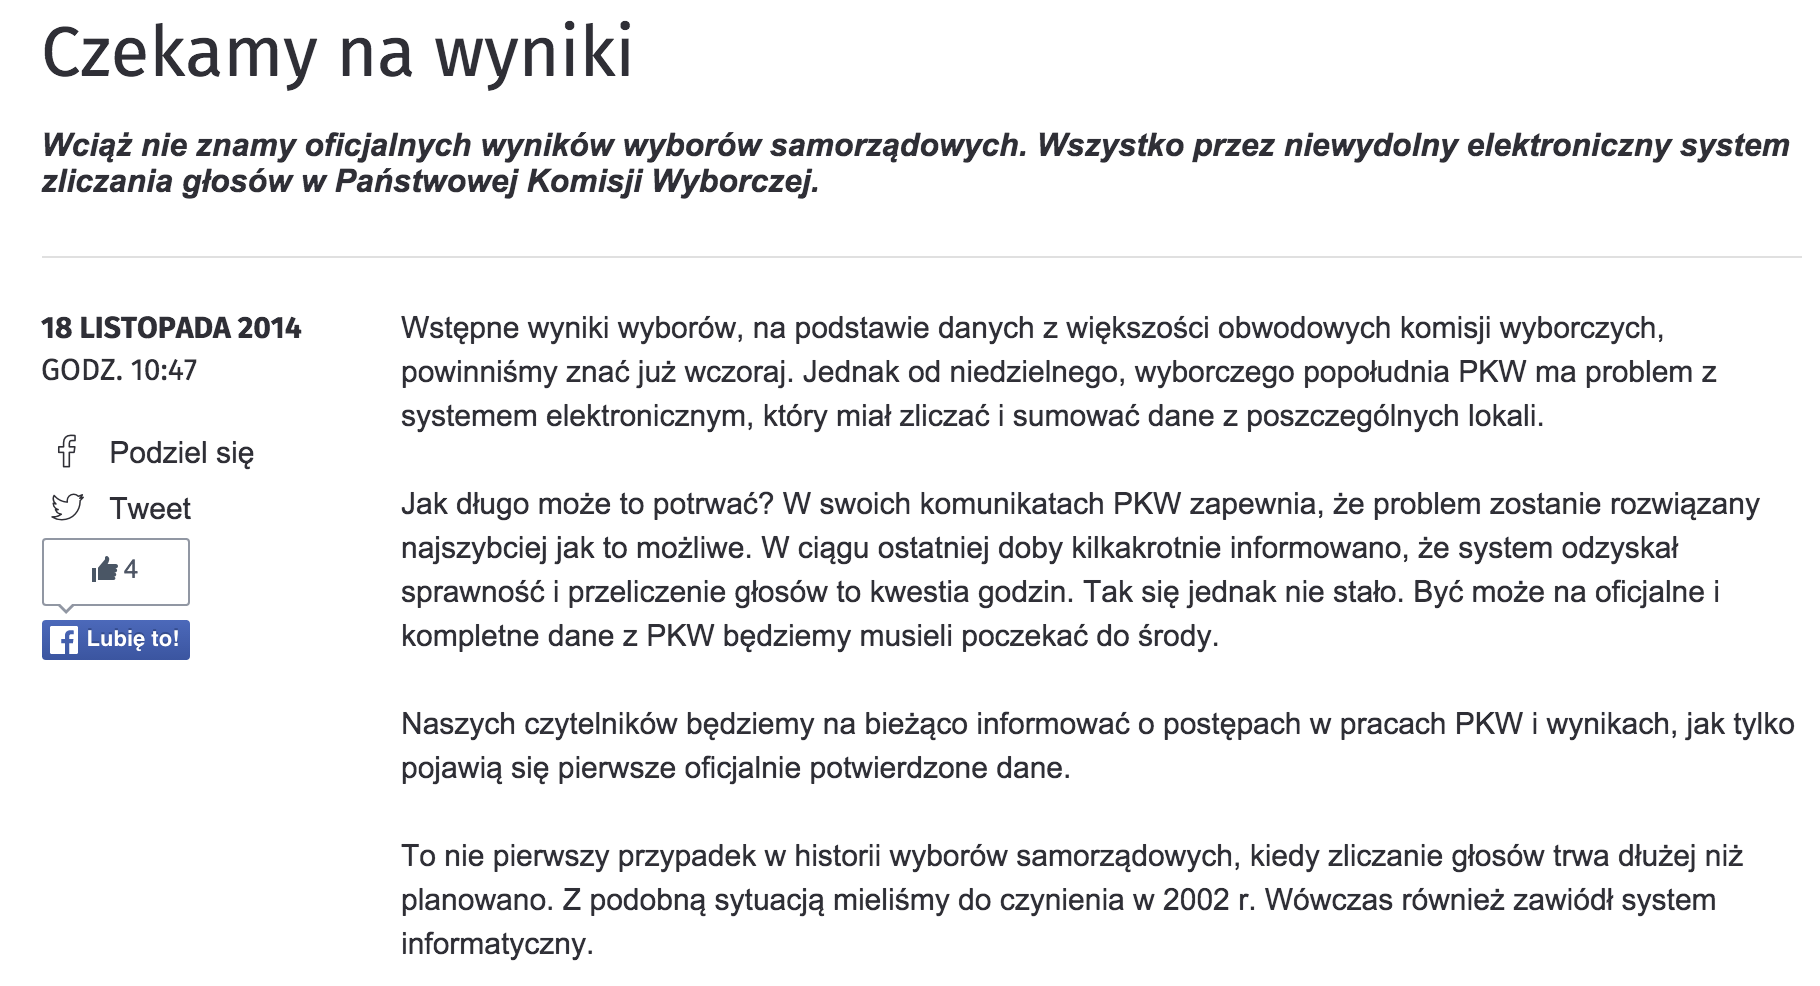 Czekamy na wyniki
Wciąż nie znamy oficjalnych wyników wyborów samorządowych. Wszystko przez niewydolny elektroniczny system
zliczania głosów w Państwowej Komisji Wyborczej.
18 LISTOPADA 2014
GODZ. 10:47
Podziel się
Tweet
4
Lubię to!
Wstępne wyniki wyborów, na podstawie danych z większości obwodowych komisji wyborczych,
powinniśmy znać już wczoraj. Jednak od niedzielnego, wyborczego popołudnia PKW ma problem z
systemem elektronicznym, który miał zliczać i sumować dane z poszczególnych lokali.
Jak długo może to potrwać? W swoich komunikatach PKW zapewnia, że problem zostanie rozwiązany
najszybciej jak to możliwe. W ciągu ostatniej doby kilkakrotnie informowano, że system odzyskał
sprawność i przeliczenie głosów to kwestia godzin. Tak się jednak nie stało. Być może na oficjalne i
kompletne dane z PKW będziemy musieli poczekać do środy.
Naszych czytelników będziemy na bieżąco informować o postępach w pracach PKW i wynikach, jak tylko
pojawią się pierwsze oficjalnie potwierdzone dane.
To nie pierwszy przypadek w historii wyborów samorządowych, kiedy zliczanie głosów trwa dłużej niż
planowano. Z podobną sytuacją mieliśmy do czynienia w 2002 r. Wówczas również zawiódł system
informatyczny.